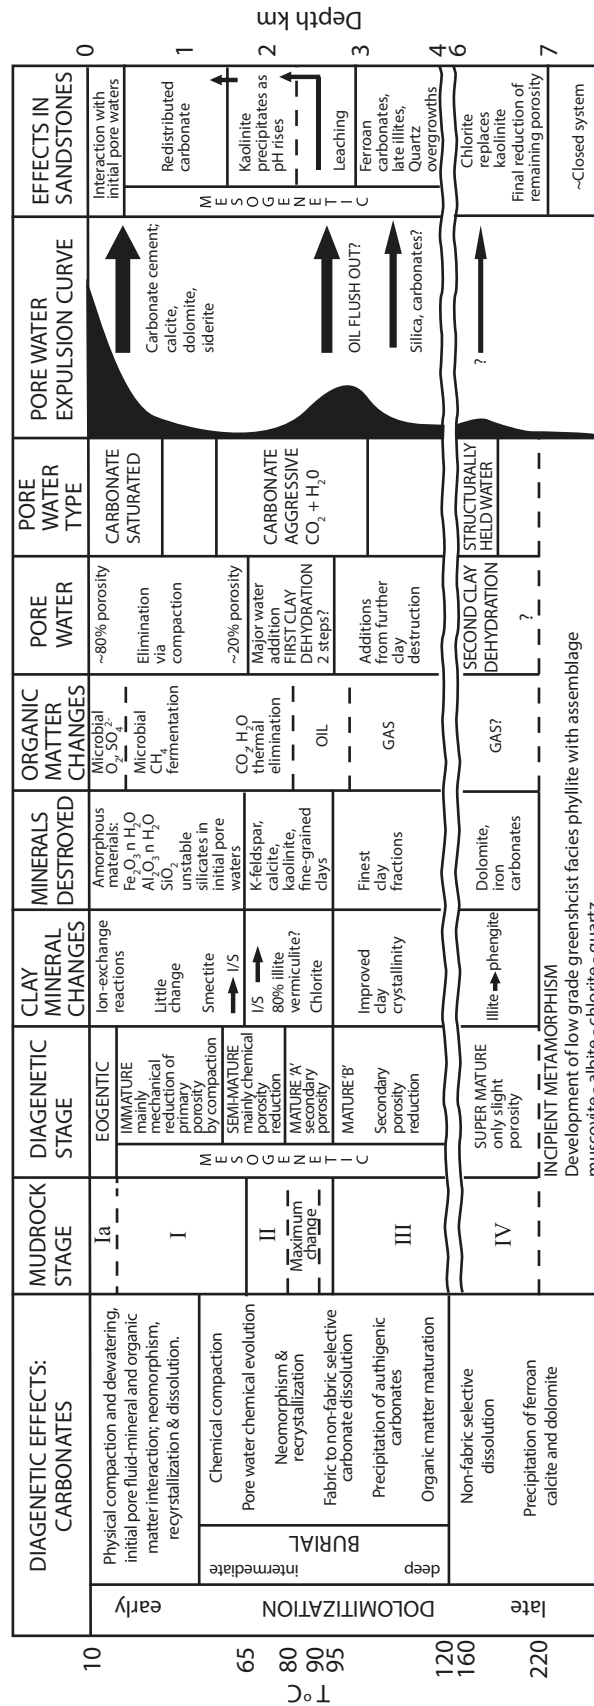 DIAGENETIC EFFECTS:
CARBONATES
MUDROCK
STAGE
DIAGENETIC
STAGE
CLAY
MINERAL
CHANGES
MINERALS
DESTROYED
ORGANIC
MATTER
CHANGES
PORE
WATER
PORE
WATER
TYPE
PORE WATER
EXPULSION CURVE
EFFECTS IN
SANDSTONES
T°C
10
65
80
90
95
120
160
220
early
DOLOMITIZATION
late
BURIAL
intermediate
deep
Physical compaction and dewatering,
initial pore fluid-mineral and organic
matter interaction; neomorphism,
recyrstallization & dissolution.
Chemical compaction
Pore water chemical evolution
Neomorphism &
recrystallization
Fabric to non-fabric selective
carbonate dissolution
Precipitation of authigenic
carbonates
Organic matter maturation
Non-fabric selective
dissolution
Precipitation of ferroan
calcite and dolomite
Ia
I
II
Maximum
change
III
IV
MESOGENETIC
EOGENTIC
IMMATURE
mainly
mechanical
reduction of
primary
porosity
by compaction
SEMI-MATURE
mainly chemical
porosity
reduction
MATURE 'A'
secondary
porosity
MATURE 'B'
Secondary
porosity
reduction
SUPER MATURE
only slight
porosity
Ion-exchange
reactions
Little
change
Smectite
→ I/S
I/S →
80% illite
vermiculite?
Chlorite
Improved
clay
crystallinity
Illite→phengite
Amorphous
materials:
Fe2O3 n H2O
Al2O3 n H2O
SiO2
unstable
silicates in
initial pore
waters
K-feldspar,
calcite,
kaolinite,
fine-grained
clays
Finest
clay
fractions
Dolomite,
iron
carbonates
Microbial
O2, SO4 2-
Microbial
CH4
fermentation
CO2, H2O
thermal
elimination
OIL
GAS
GAS?
~80% porosity
Elimination
via
compaction
~20% porosity
Major water
addition
FIRST CLAY
DEHYDRATION
2 steps?
Additions
from further
clay
destruction
SECOND CLAY
DEHYDRATION
?
CARBONATE
SATURATED
CARBONATE
AGGRESSIVE
CO2 + H20
STRUCTURALLY
HELD WATER
Carbonate cement;
calcite,
dolomite,
siderite
OIL FLUSH OUT?
Silica, carbonates?
?
MESOGENETIC
Interaction with
initial pore waters
Redistributed
carbonate
Kaolinite
precipitates as
pH rises
Leaching
Ferroan
carbonates,
late illites,
Quartz
overgrowths
Chlorite
replaces
kaolinite
Final reduction of
remaining porosity
~Closed system
0
1
2
3
4
6
7
Depth km
INCIPIENT METAMORPHISM
Development of low grade greenshcist facies phyllite with assemblage
muscovite - albite - chlorite - quartz